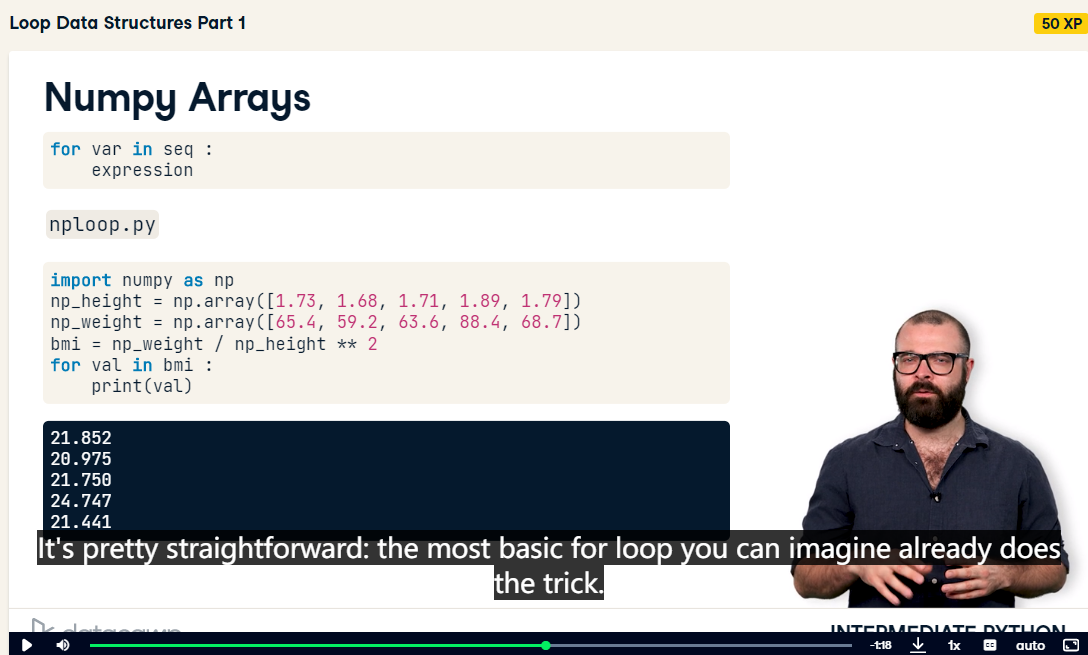 Loop Data Structures Part 1
50 XP
Numpy Arrays
for var in seq :
    expression
nploop.py
import numpy as np
np_height = np.array([1.73, 1.68, 1.71, 1.89, 1.79])
np_weight = np.array([65.4, 59.2, 63.6, 88.4, 68.7])
bmi = np_weight / np_height ** 2
for val in bmi :
    print(val)
21.852
20.975
21.750
24.747
21.441
It's pretty straightforward: the most basic for loop you can imagine already does
the trick.
datacamp
INTERMEDIATE PYTHON
-1:18
1x
CC
auto